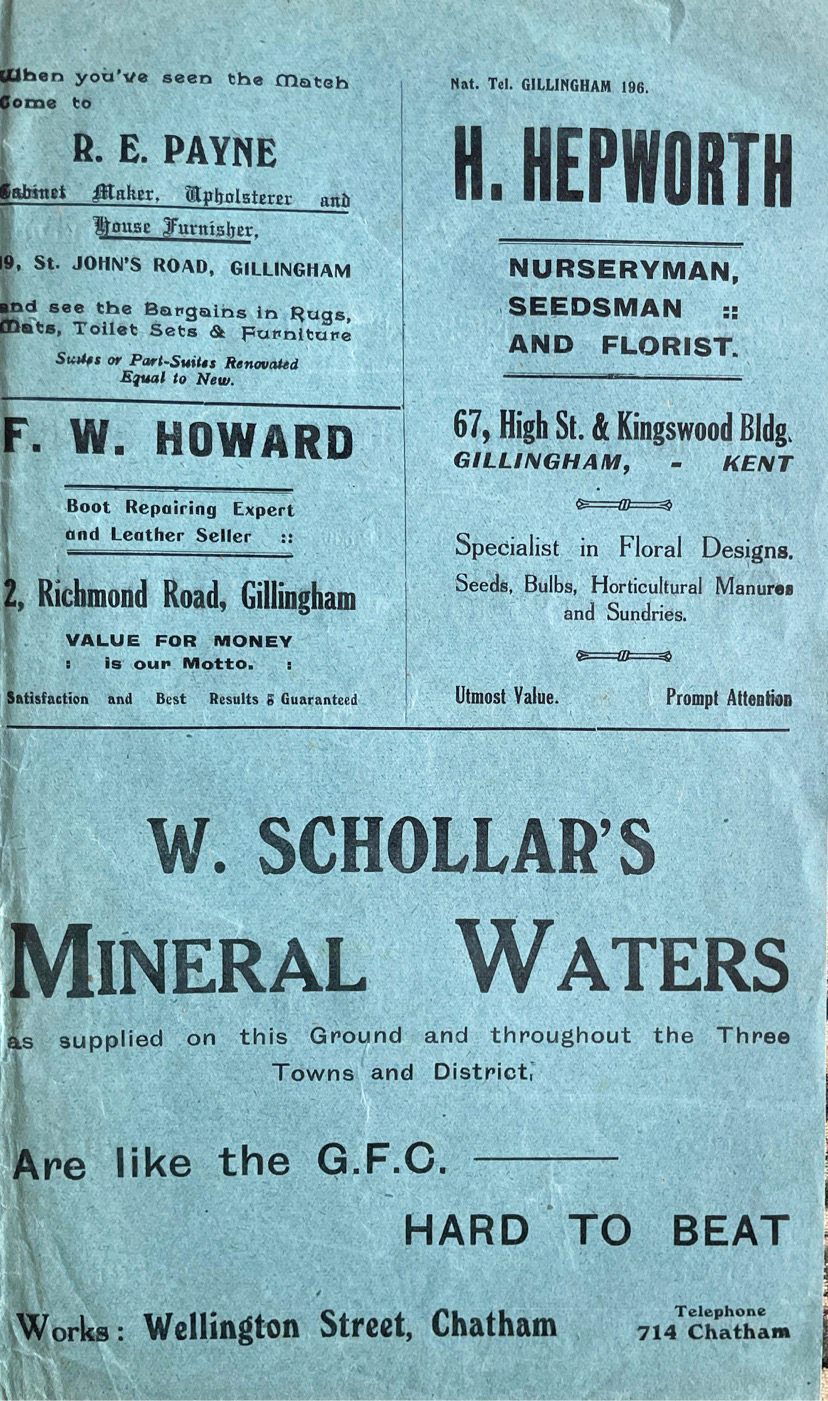 When you've seen the Match
Come to
R. E. PAYNE
Cabinet Maker, Upholsterer and
House Furnisher,
19, St. JOHN'S ROAD, GILLINGHAM
and see the Bargains in Rugs,
Mats, Toilet Sets & Furniture
Suites or Part-Suites Renovated
Equal to New.
F. W. HOWARD
Boot Repairing Expert
and Leather Seller ::
2, Richmond Road, Gillingham
VALUE FOR MONEY
: is our Motto. :
Satisfaction and Best Results Guaranteed
Nat. Tel. GILLINGHAM 196.
H. HEPWORTH
NURSERYMAN,
SEEDSMAN ::
AND FLORIST.
67, High St. & Kingswood Bldg.
GILLINGHAM, - KENT
Specialist in Floral Designs.
Seeds, Bulbs, Horticultural Manures
and Sundries.
Utmost Value. Prompt Attention
W. SCHOLLAR'S
MINERAL WATERS
as supplied on this Ground and throughout the Three
Towns and District,
Are like the G.F.C. ———
HARD TO BEAT
Works: Wellington Street, Chatham
Telephone
714 Chatham